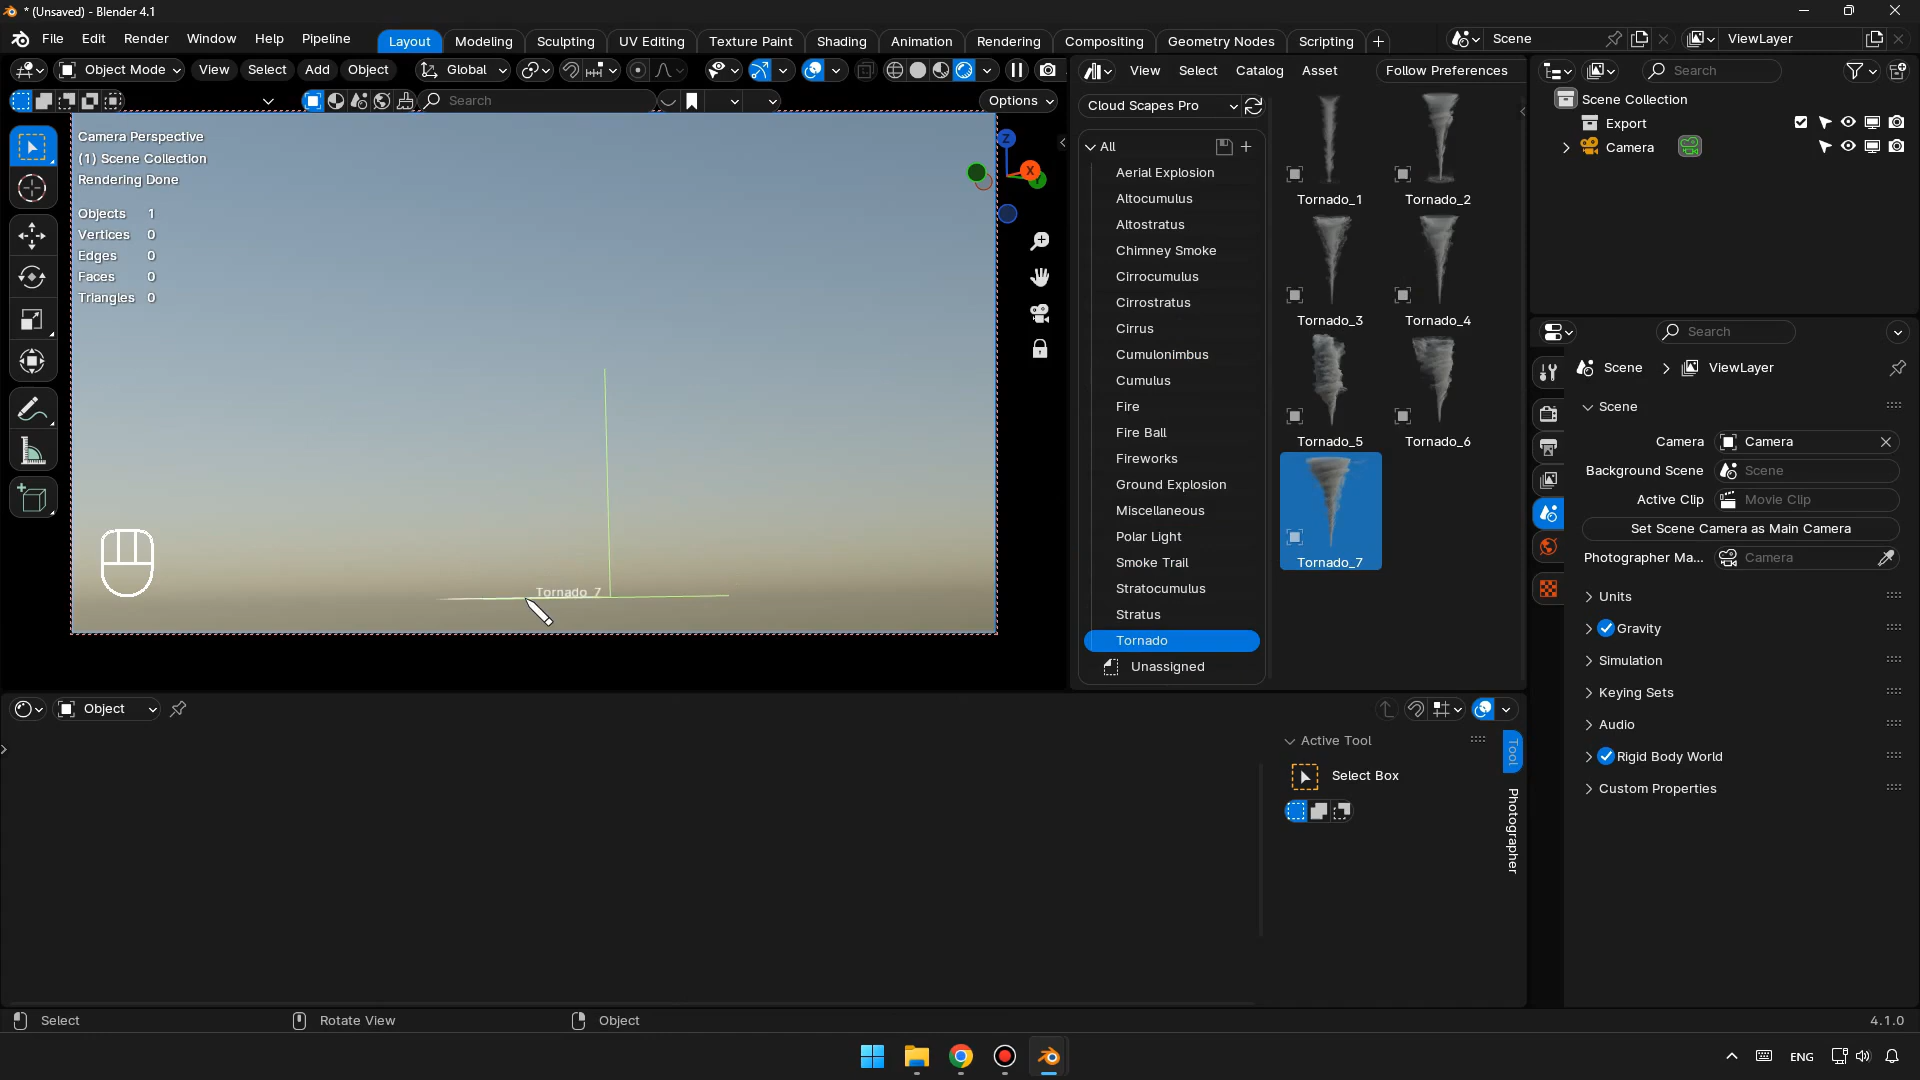 * (Unsaved) - Blender 4.1
File Edit Render Window Help Pipeline
Layout Modeling Sculpting UV Editing Texture Paint Shading Animation Rendering Compositing Geometry Nodes Scripting
Scene
ViewLayer
Object Mode View Select Add Object Global
View Select Catalog Asset Follow Preferences
Search
Search
Options
Cloud Scapes Pro
Scene Collection
Export
Camera
Camera Perspective
(1) Scene Collection
Rendering Done
Objects 1
Vertices 0
Edges 0
Faces 0
Triangles 0
Z
X
Y
Tornado_7
All
Aerial Explosion
Altocumulus
Altostratus
Chimney Smoke
Cirrocumulus
Cirrostratus
Cirrus
Cumulonimbus
Cumulus
Fire
Fire Ball
Fireworks
Ground Explosion
Miscellaneous
Polar Light
Smoke Trail
Stratocumulus
Stratus
Tornado
Unassigned
Tornado_1
Tornado_2
Tornado_3
Tornado_4
Tornado_5
Tornado_6
Tornado_7
Search
Scene
ViewLayer
Scene
Camera Camera
Background Scene Scene
Active Clip Movie Clip
Set Scene Camera as Main Camera
Photographer Ma... Camera
Units
Gravity
Simulation
Keying Sets
Audio
Rigid Body World
Custom Properties
Object
Active Tool
Select Box
Tool
Photographer
Select
Rotate View
Object
4.1.0
ENG